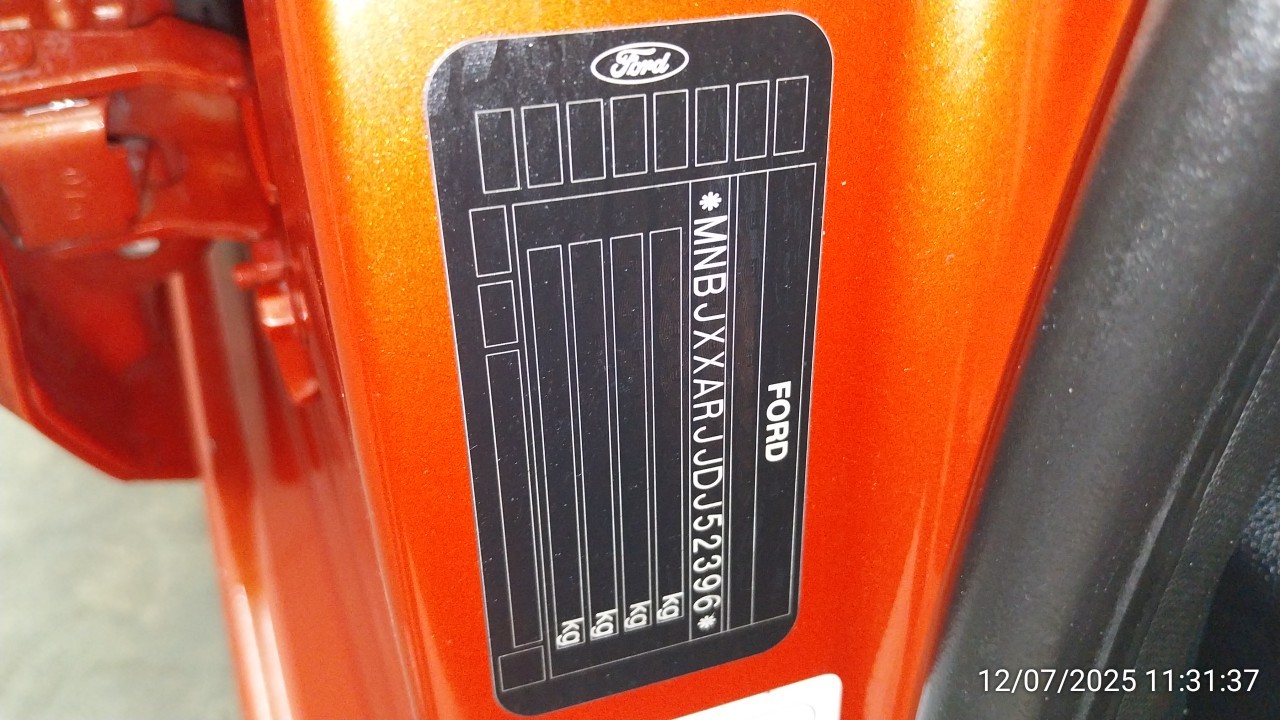 Ford
FORD
*MNBJXXARJJDJ52396*
kg
kg
kg
kg
12/07/2025 11:31:37